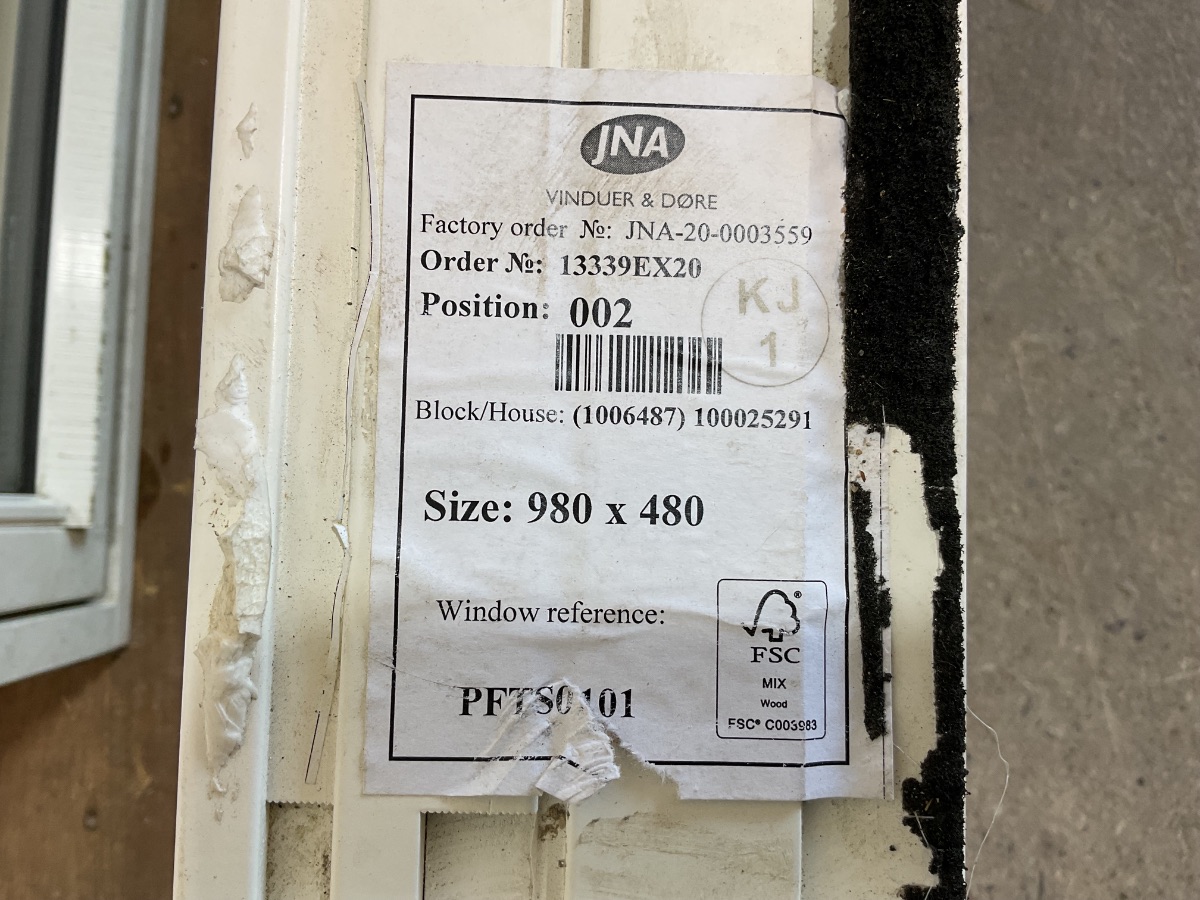 JNA
VINDUER & DØRE
Factory order №: JNA-20-0003559
Order №: 13339EX20
KJ
Position: 002
1
Block/House: (1006487) 100025291
Size: 980 x 480
Window reference:
FSC®
MIX
Wood
PFTS0101
FSC® C003983